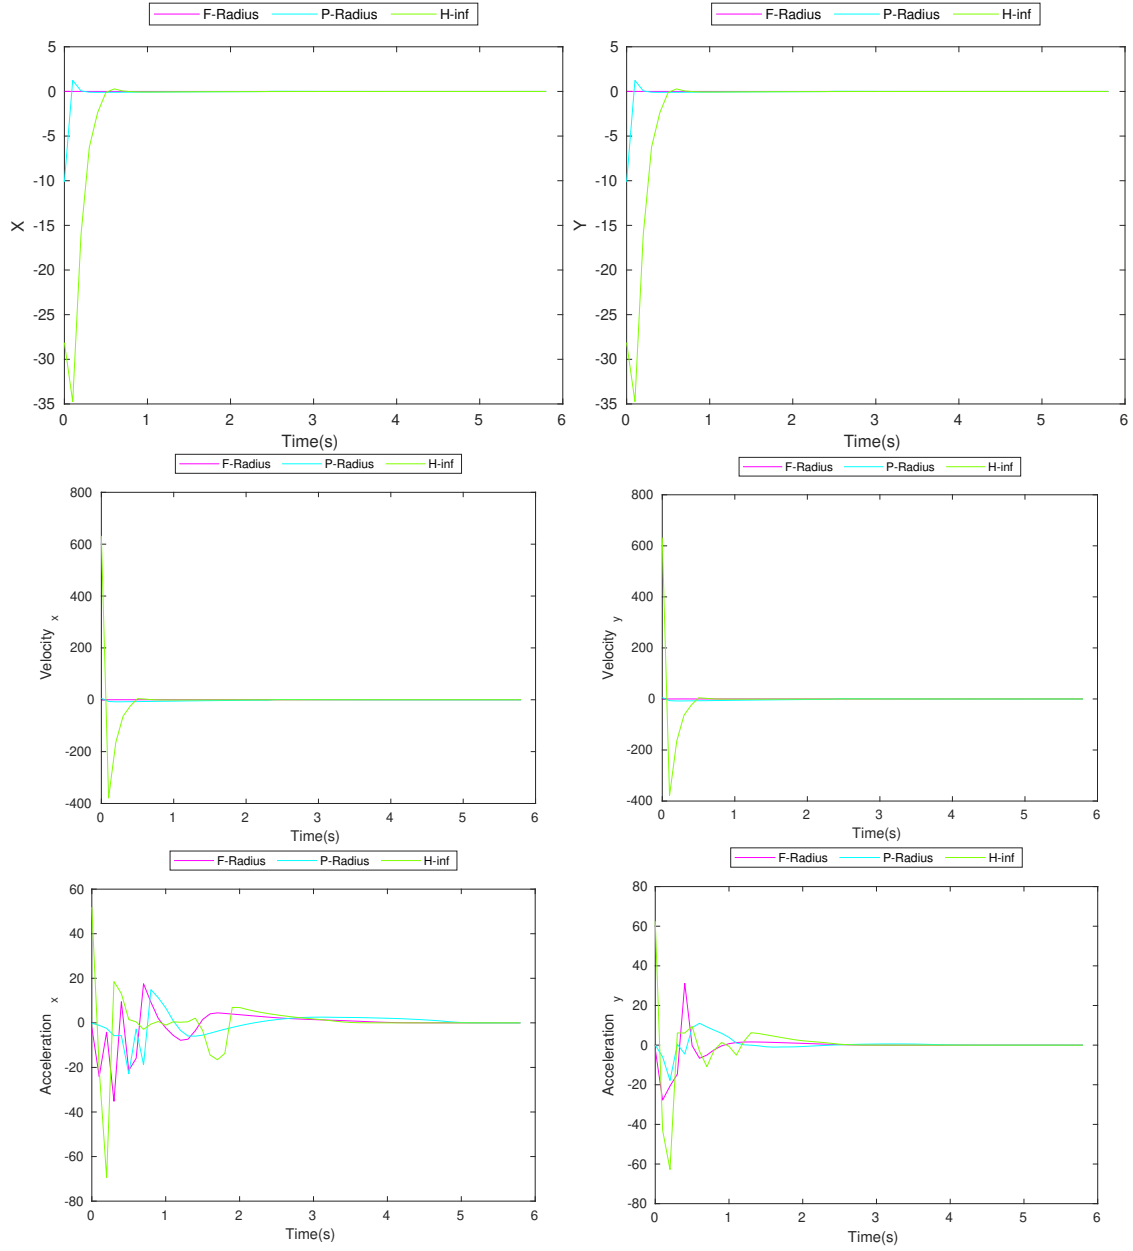 F-Radius P-Radius H-inf
5
0
-5
-10
-15
-20
-25
-30
-35
X
0 1 2 3 4 5 6
Time(s)
F-Radius P-Radius H-inf
5
0
-5
-10
-15
-20
-25
-30
-35
Y
0 1 2 3 4 5 6
Time(s)
F-Radius P-Radius H-inf
800
600
400
200
0
-200
-400
Velocity x
0 1 2 3 4 5 6
Time(s)
F-Radius P-Radius H-inf
800
600
400
200
0
-200
-400
Velocity y
0 1 2 3 4 5 6
Time(s)
F-Radius P-Radius H-inf
60
40
20
0
-20
-40
-60
-80
Acceleration x
0 1 2 3 4 5 6
Time(s)
F-Radius P-Radius H-inf
80
60
40
20
0
-20
-40
-60
-80
Acceleration y
0 1 2 3 4 5 6
Time(s)